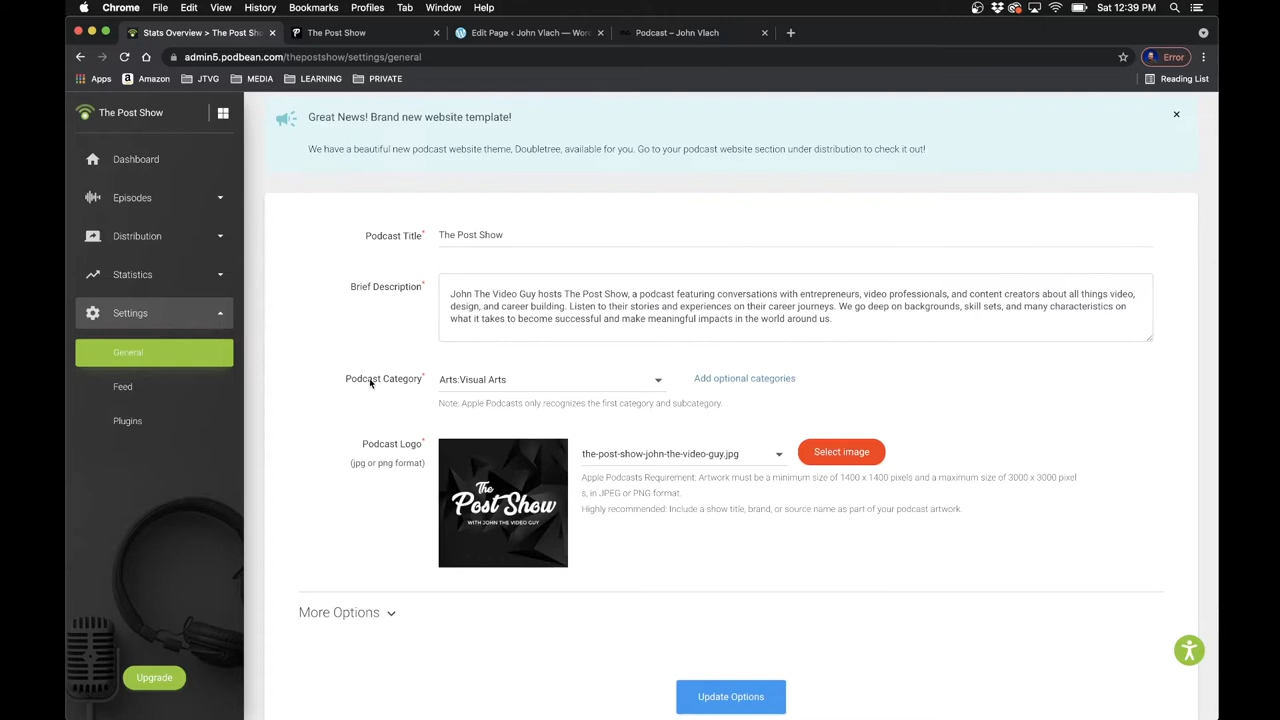 Chrome File Edit View History Bookmarks Profiles Tab Window Help Sat 12:39 PM
Stats Overview > The Post Sh The Post Show Edit Page ‹ John Vlach — Wor Podcast – John Vlach
admin5.podbean.com/thepostshow/settings/general Error
Apps Amazon JTVG MEDIA LEARNING PRIVATE Reading List
The Post Show
Dashboard
Episodes
Distribution
Statistics
Settings
General
Feed
Plugins
Upgrade
Great News! Brand new website template!
We have a beautiful new podcast website theme, Doubletree, available for you. Go to your podcast website section under distribution to check it out!
Podcast Title* The Post Show
Brief Description* John The Video Guy hosts The Post Show, a podcast featuring conversations with entrepreneurs, video professionals, and content creators about all things video,
design, and career building. Listen to their stories and experiences on their career journeys. We go deep on backgrounds, skill sets, and many characteristics on
what it takes to become successful and make meaningful impacts in the world around us.
Podcast Category* Arts:Visual Arts Add optional categories
Note: Apple Podcasts only recognizes the first category and subcategory.
Podcast Logo*
(jpg or png format)
The
Post Show
WITH JOHN THE VIDEO GUY
the-post-show-john-the-video-guy.jpg Select image
Apple Podcasts Requirement: Artwork must be a minimum size of 1400 x 1400 pixels and a maximum size of 3000 x 3000 pixel
s, in JPEG or PNG format.
Highly recommended: Include a show title, brand, or source name as part of your podcast artwork.
More Options
Update Options